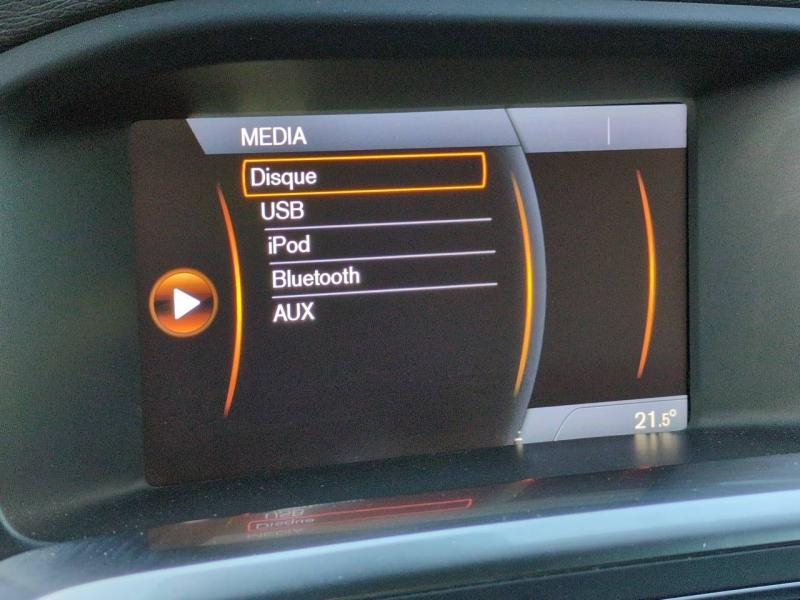 MEDIA
Disque
USB
iPod
Bluetooth
AUX
21.5°